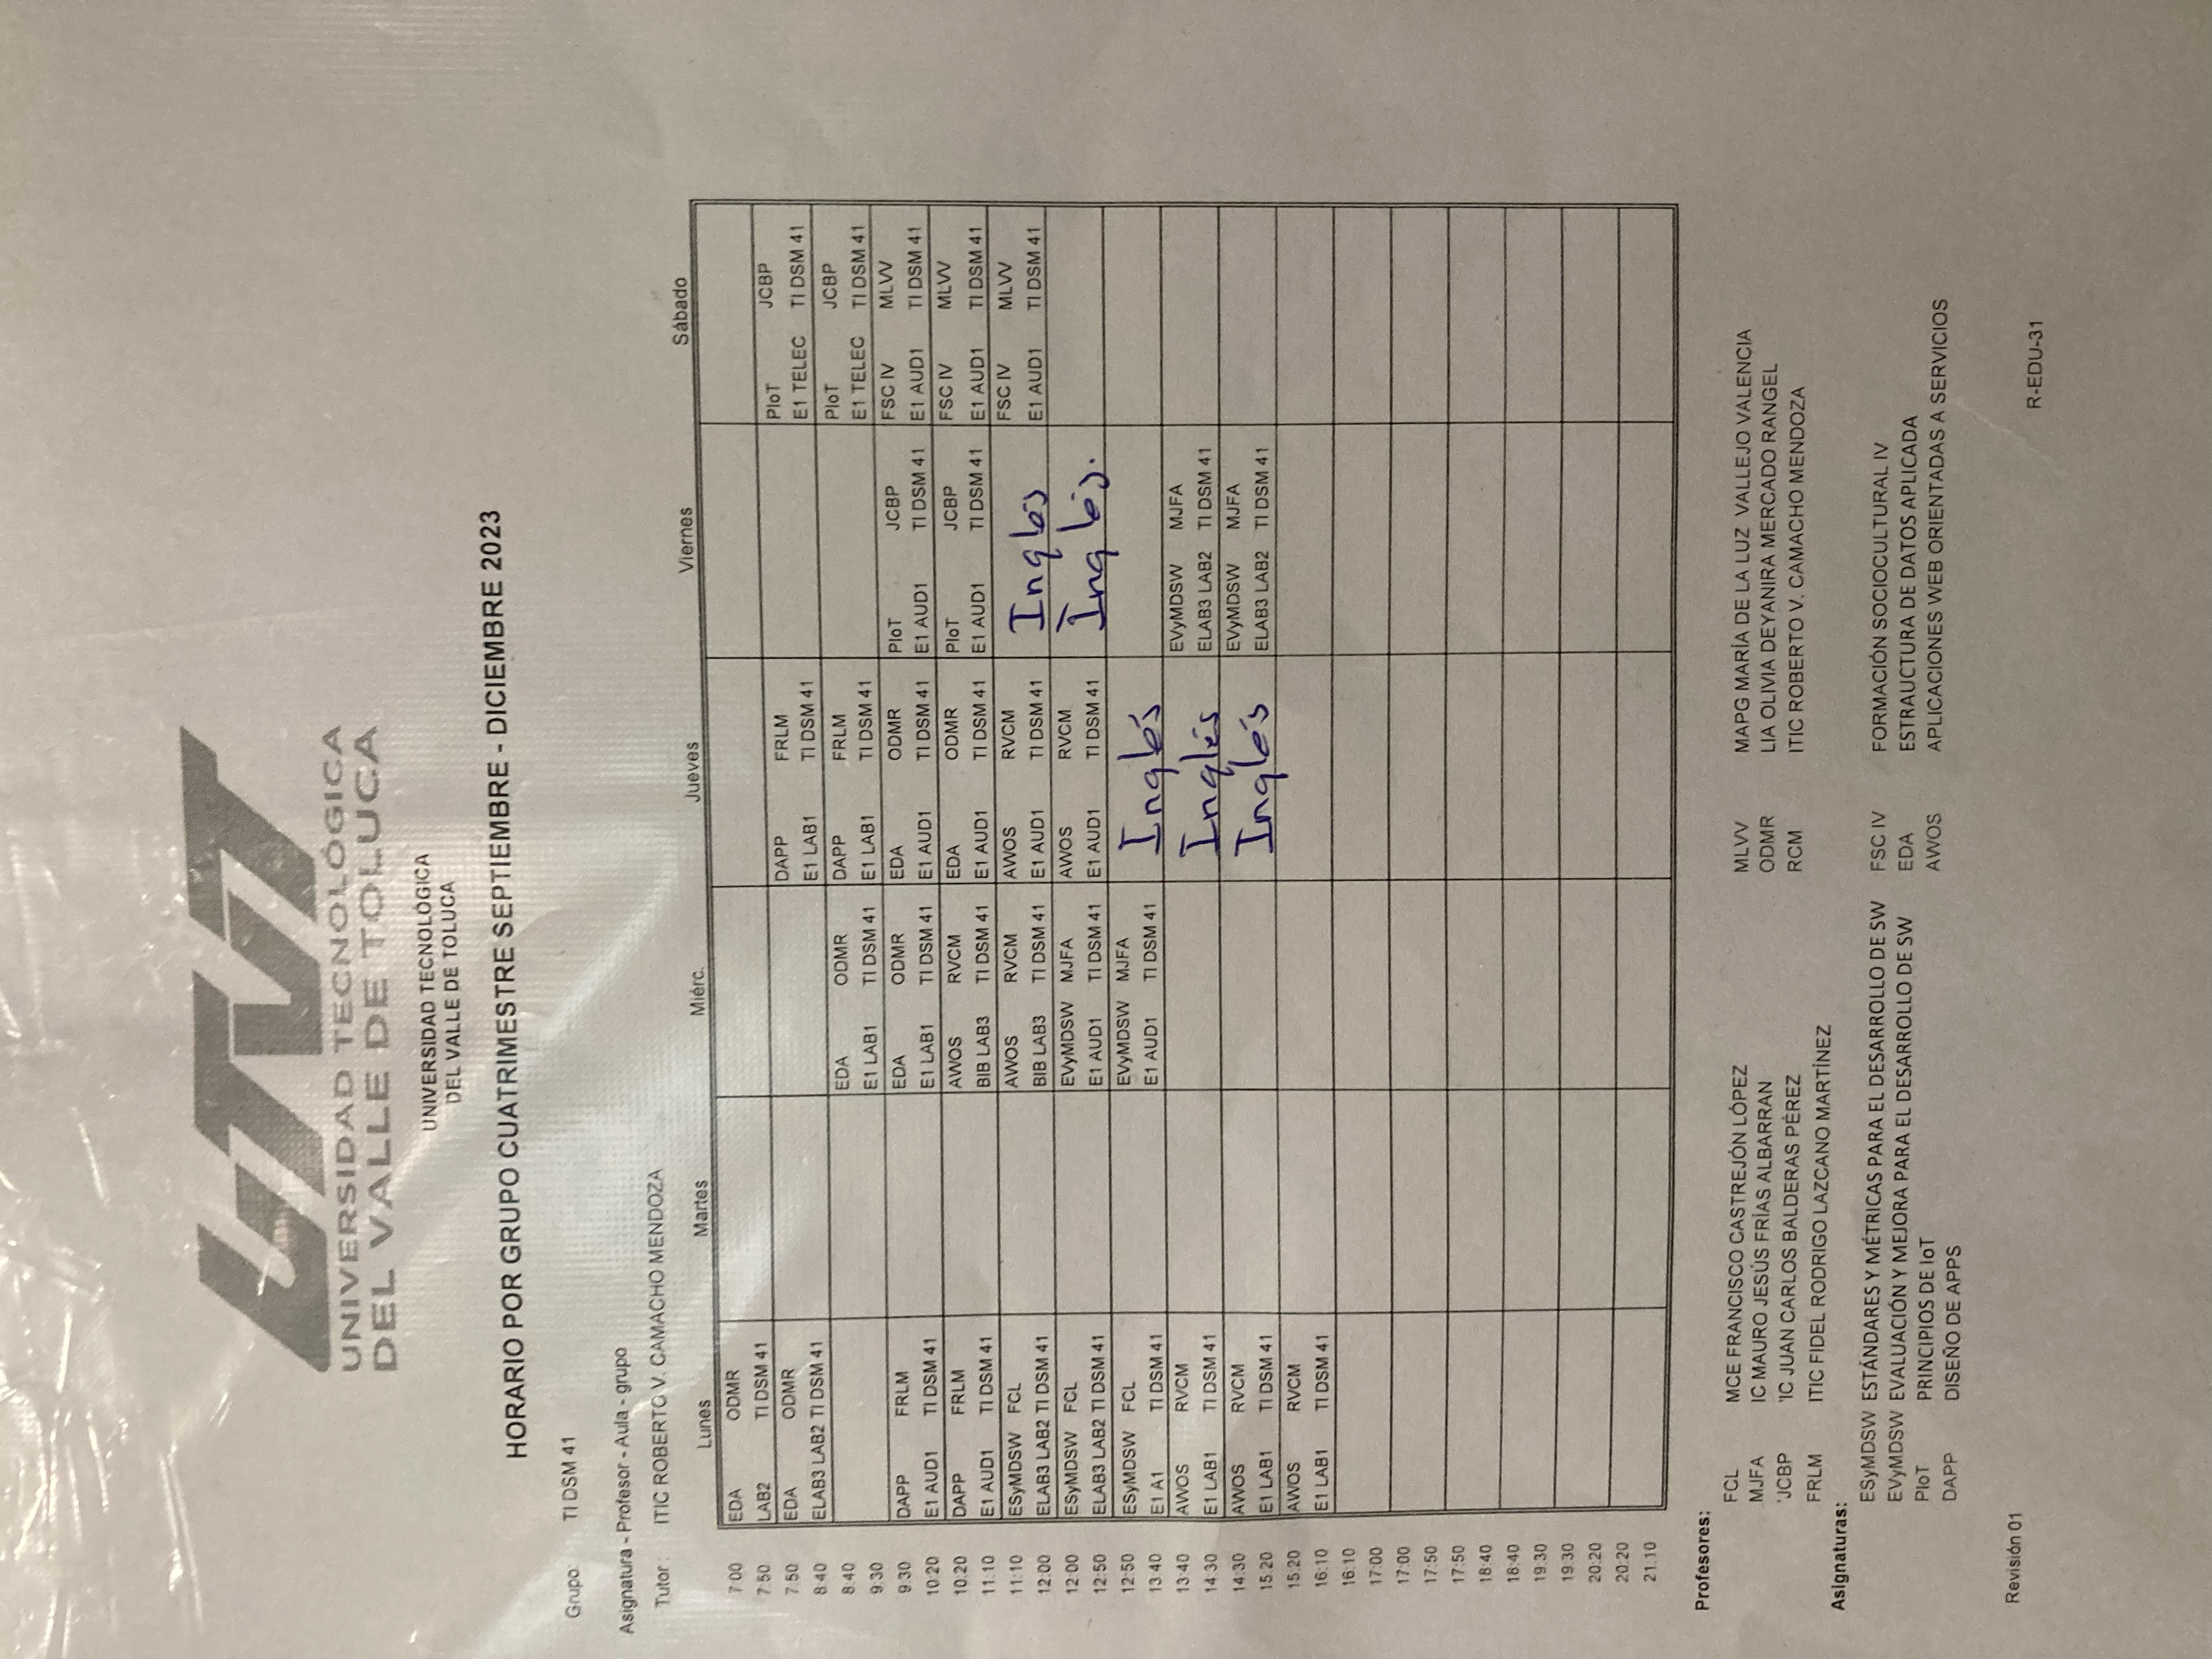 UTVT
UNIVERSIDAD TECNOLÓGICA
DEL VALLE DE TOLUCA
UNIVERSIDAD TECNOLÓGICA
DEL VALLE DE TOLUCA
HORARIO POR GRUPO CUATRIMESTRE SEPTIEMBRE - DICIEMBRE 2023
Grupo: TI DSM 41
Asignatura - Profesor - Aula - grupo
Tutor : ITIC ROBERTO V. CAMACHO MENDOZA
Lunes Martes Miérc. Jueves Viernes Sábado
7:00 EDA ODMR
7:50 LAB2 TI DSM 41
7:50 EDA ODMR DAPP FRLM PIoT JCBP
8:40 ELAB3 LAB2 TI DSM 41 E1 LAB1 TI DSM 41 E1 TELEC TI DSM 41
8:40 EDA ODMR DAPP FRLM PIoT JCBP
9:30 E1 LAB1 TI DSM 41 E1 LAB1 TI DSM 41 E1 TELEC TI DSM 41
9:30 DAPP FRLM EDA ODMR EDA ODMR PIoT JCBP FSC IV MLVV
10:20 E1 AUD1 TI DSM 41 E1 LAB1 TI DSM 41 E1 AUD1 TI DSM 41 E1 AUD1 TI DSM 41 E1 AUD1 TI DSM 41
10:20 DAPP FRLM AWOS RVCM EDA ODMR PIoT JCBP FSC IV MLVV
11:10 E1 AUD1 TI DSM 41 BIB LAB3 TI DSM 41 E1 AUD1 TI DSM 41 E1 AUD1 TI DSM 41 E1 AUD1 TI DSM 41
11:10 ESyMDSW FCL AWOS RVCM AWOS RVCM Inglés FSC IV MLVV
12:00 ELAB3 LAB2 TI DSM 41 BIB LAB3 TI DSM 41 E1 AUD1 TI DSM 41 E1 AUD1 TI DSM 41
12:00 ESyMDSW FCL EVyMDSW MJFA AWOS RVCM Inglés.
12:50 ELAB3 LAB2 TI DSM 41 E1 AUD1 TI DSM 41 E1 AUD1 TI DSM 41
12:50 ESyMDSW FCL EVyMDSW MJFA Inglés
13:40 E1 A1 TI DSM 41 E1 AUD1 TI DSM 41
13:40 AWOS RVCM Inglés EVyMDSW MJFA
14:30 E1 LAB1 TI DSM 41 ELAB3 LAB2 TI DSM 41
14:30 AWOS RVCM Inglés EVyMDSW MJFA
15:20 E1 LAB1 TI DSM 41 ELAB3 LAB2 TI DSM 41
15:20 AWOS RVCM
16:10 E1 LAB1 TI DSM 41
16:10
17:00
17:00
17:50
17:50
18:40
18:40
19:30
19:30
20:20
20:20
21:10
Profesores:
FCL MCE FRANCISCO CASTREJÓN LÓPEZ MLVV MAPG MARÍA DE LA LUZ VALLEJO VALENCIA
MJFA IC MAURO JESÚS FRÍAS ALBARRAN ODMR LIA OLIVIA DEYANIRA MERCADO RANGEL
'JCBP 'IC JUAN CARLOS BALDERAS PÉREZ RCM ITIC ROBERTO V. CAMACHO MENDOZA
FRLM ITIC FIDEL RODRIGO LAZCANO MARTÍNEZ
Asignaturas:
ESyMDSW ESTÁNDARES Y MÉTRICAS PARA EL DESARROLLO DE SW FSC IV FORMACIÓN SOCIOCULTURAL IV
EVyMDSW EVALUACIÓN Y MEJORA PARA EL DESARROLLO DE SW EDA ESTRAUCTURA DE DATOS APLICADA
PIoT PRINCIPIOS DE IoT AWOS APLICACIONES WEB ORIENTADAS A SERVICIOS
DAPP DISEÑO DE APPS
Revisión 01
R-EDU-31